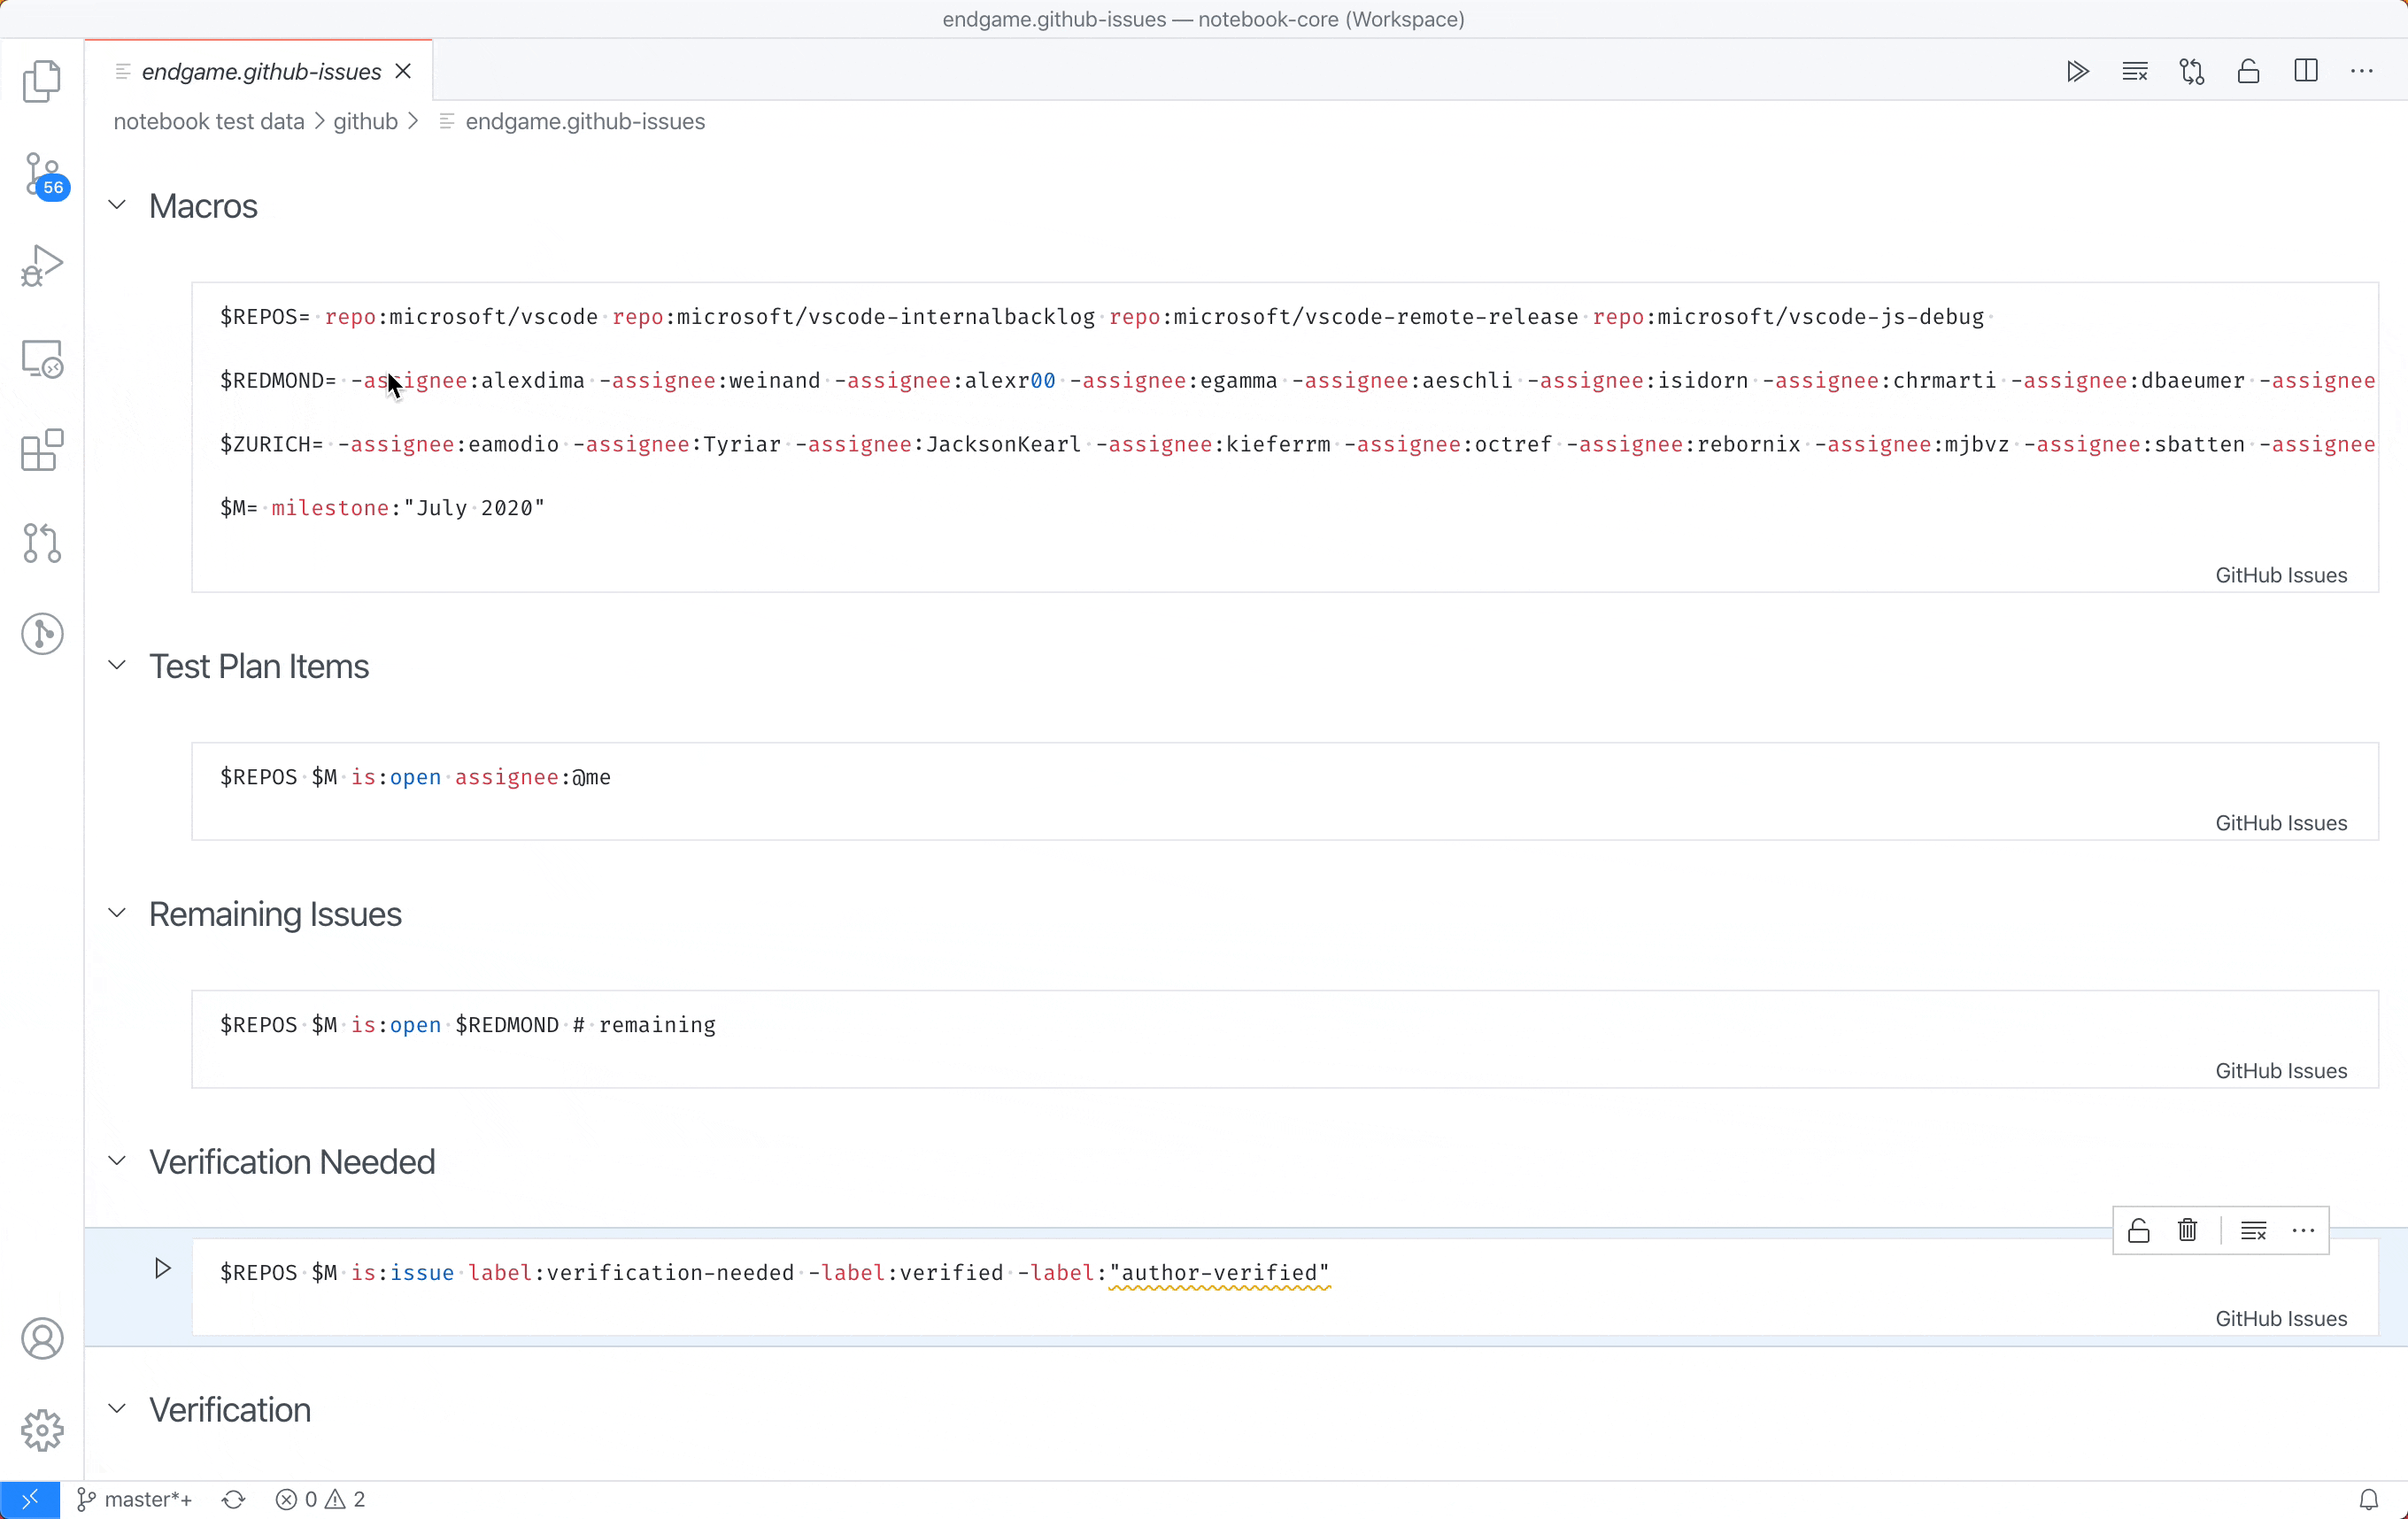 endgame.github-issues — notebook-core (Workspace)
endgame.github-issues
notebook test data > github > endgame.github-issues
56
Macros
$REPOS= repo:microsoft/vscode repo:microsoft/vscode-internalbacklog repo:microsoft/vscode-remote-release repo:microsoft/vscode-js-debug
$REDMOND= -assignee:alexdima -assignee:weinand -assignee:alexr00 -assignee:egamma -assignee:aeschli -assignee:isidorn -assignee:chrmarti -assignee:dbaeumer -assignee
$ZURICH= -assignee:eamodio -assignee:Tyriar -assignee:JacksonKearl -assignee:kieferrm -assignee:octref -assignee:rebornix -assignee:mjbvz -assignee:sbatten -assignee
$M= milestone:"July 2020"
GitHub Issues
Test Plan Items
$REPOS $M is:open assignee:@me
GitHub Issues
Remaining Issues
$REPOS $M is:open $REDMOND # remaining
GitHub Issues
Verification Needed
$REPOS $M is:issue label:verification-needed -label:verified -label:"author-verified"
GitHub Issues
Verification
master*+ 0 2